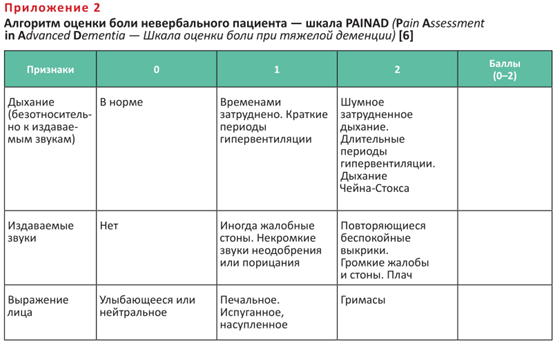 Приложение 2
Алгоритм оценки боли невербального пациента — шкала PAINAD (Pain Assessment
in Advanced Dementia — Шкала оценки боли при тяжелой деменции) [6]
Признаки
0
1
2
Баллы
(0–2)
Дыхание
(безотноситель-
но к издавае-
мым звукам)
В норме
Временами
затруднено. Краткие
периоды
гипервентиляции
Шумное
затрудненное
дыхание.
Длительные
периоды
гипервентиляции.
Дыхание
Чейна-Стокса
Издаваемые
звуки
Нет
Иногда жалобные
стоны. Некромкие
звуки неодобрения
или порицания
Повторяющиеся
беспокойные
выкрики.
Громкие жалобы
и стоны. Плач
Выражение
лица
Улыбающееся или
нейтральное
Печальное.
Испуганное,
насупленное
Гримасы